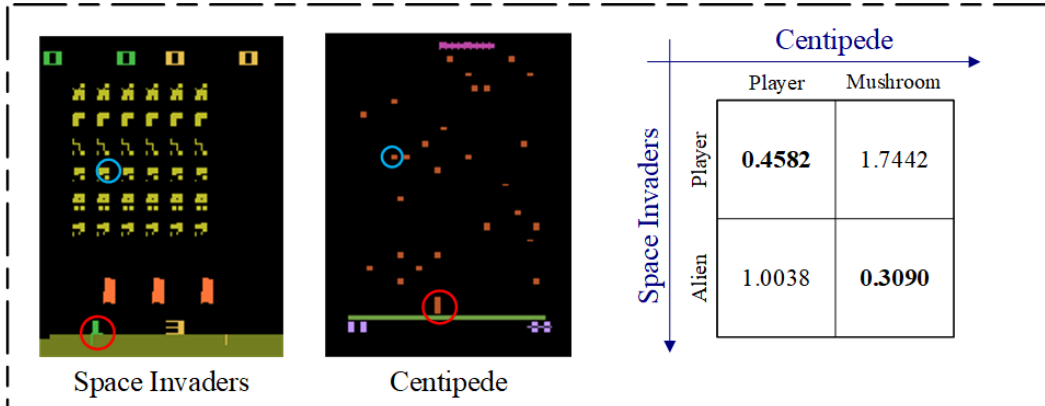 Centipede
Player Mushroom
Space Invaders
Player
0.4582 1.7442
Alien
1.0038 0.3090
Space Invaders
Centipede